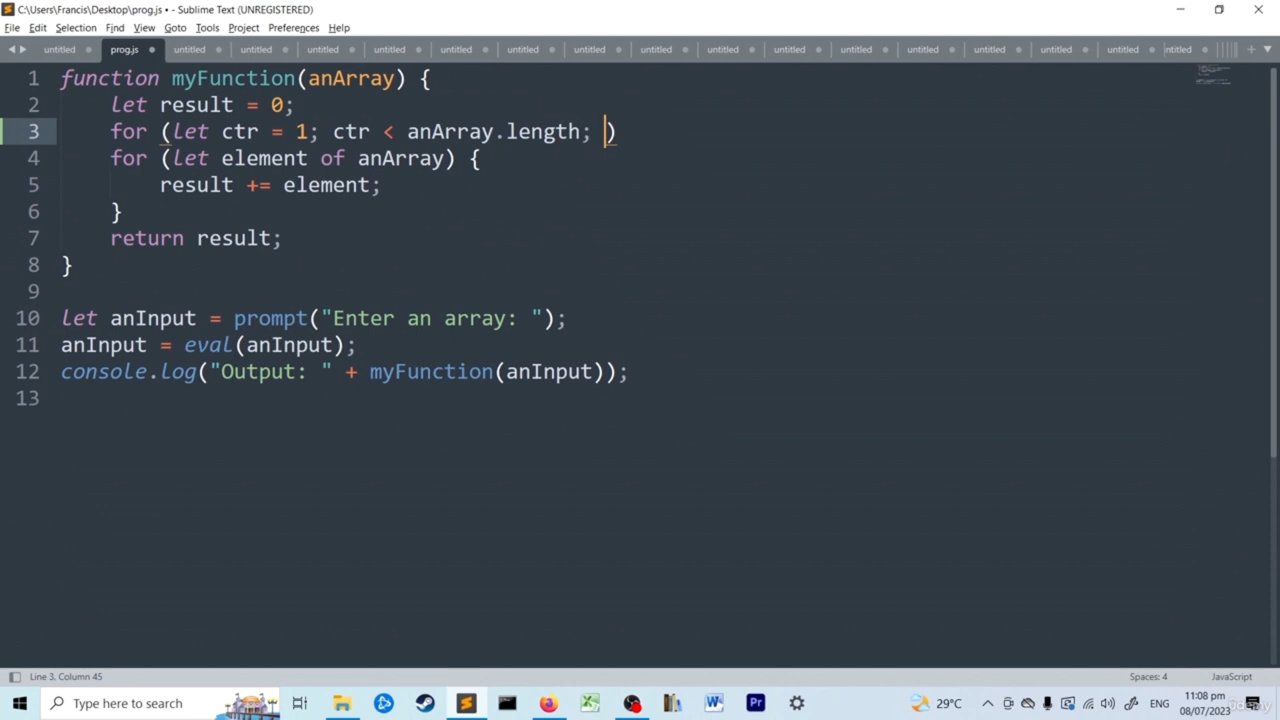 C:\Users\Francis\Desktop\prog.js • - Sublime Text (UNREGISTERED)
File Edit Selection Find View Goto Tools Project Preferences Help
untitled prog.js untitled untitled untitled untitled untitled untitled untitled untitled untitled untitled untitled untitled untitled untitled untitled ntitled
1 function myFunction(anArray) {
2 let result = 0;
3 for (let ctr = 1; ctr < anArray.length; )
4 for (let element of anArray) {
5 result += element;
6 }
7 return result;
8 }
9
10 let anInput = prompt("Enter an array: ");
11 anInput = eval(anInput);
12 console.log("Output: " + myFunction(anInput));
13
Line 3, Column 45 Spaces: 4 JavaScript
Type here to search 29°C ENG 11:08 pm
08/07/2023